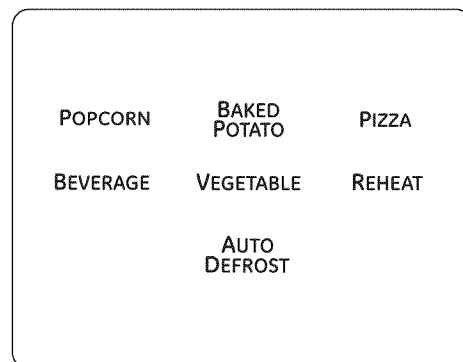 POPCORN BAKED POTATO PIZZA
BEVERAGE VEGETABLE REHEAT
AUTO
DEFROST